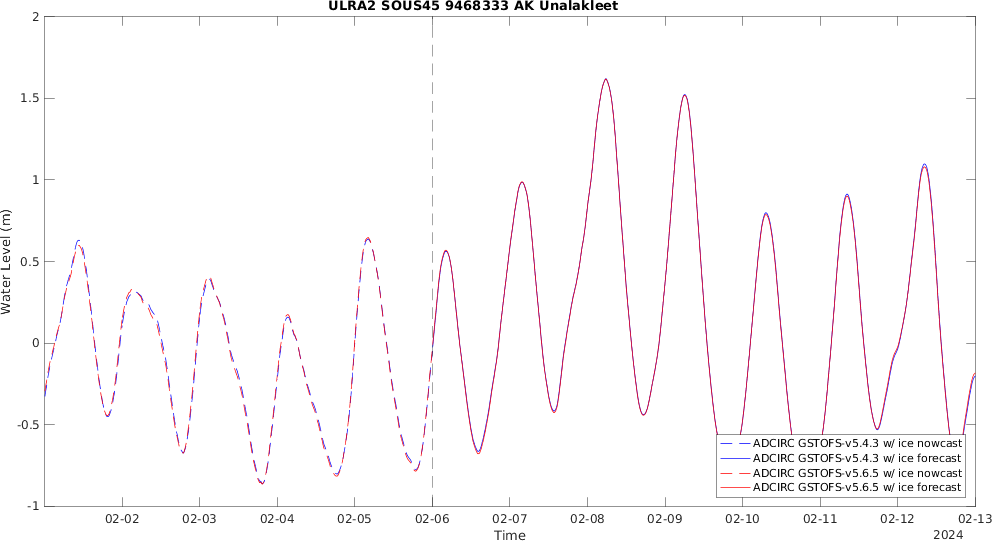 ULRA2 SOUS45 9468333 AK Unalakleet
2
1.5
1
0.5
0
-0.5
-1
Water Level (m)
ADCIRC GSTOFS-v5.4.3 w/ ice nowcast
ADCIRC GSTOFS-v5.4.3 w/ ice forecast
ADCIRC GSTOFS-v5.6.5 w/ ice nowcast
ADCIRC GSTOFS-v5.6.5 w/ ice forecast
02-02 02-03 02-04 02-05 02-06 02-07 02-08 02-09 02-10 02-11 02-12 02-13
Time
2024